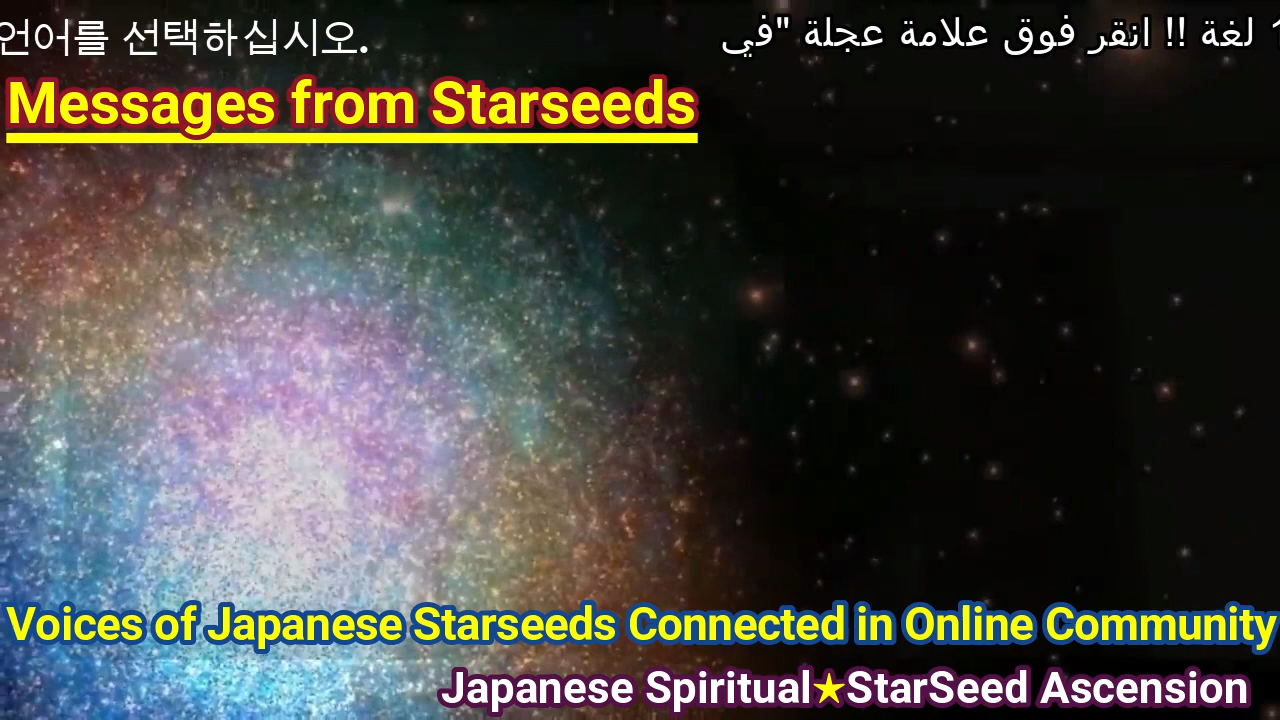 언어를 선택하십시오.
لغة !! انقر فوق علامة عجلة "في
Messages from Starseeds
Voices of Japanese Starseeds Connected in Online Community
Japanese Spiritual★StarSeed Ascension